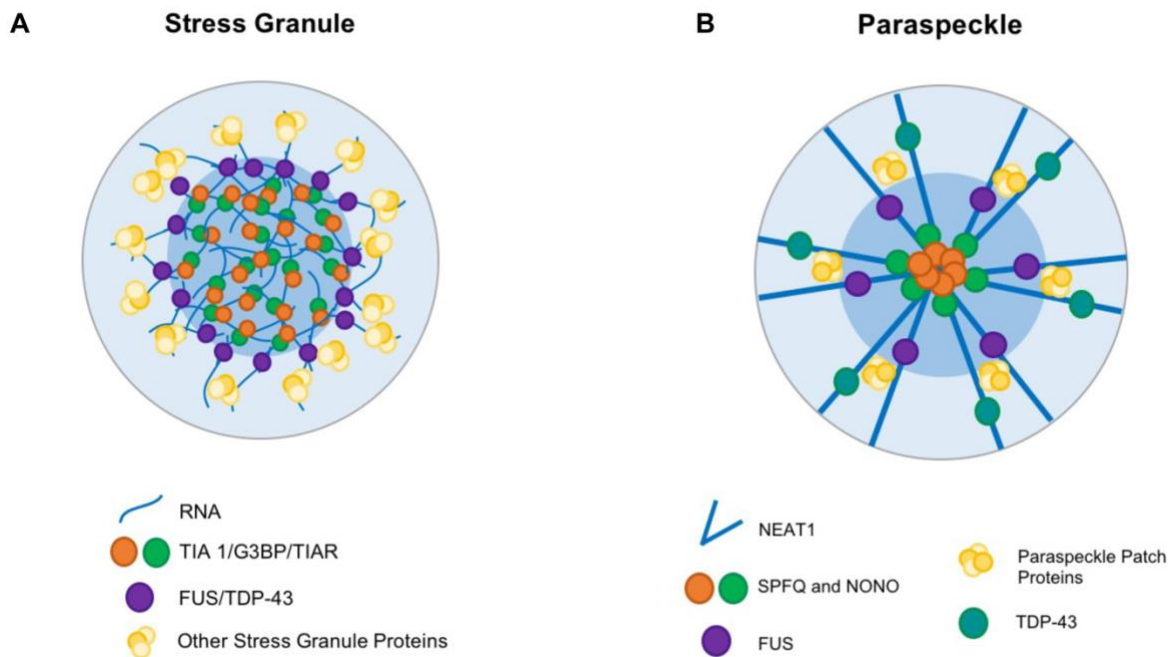 A
Stress Granule
RNA
TIA 1/G3BP/TIAR
FUS/TDP-43
Other Stress Granule Proteins
B
Paraspeckle
NEAT1
SPFQ and NONO
FUS
Paraspeckle Patch
Proteins
TDP-43